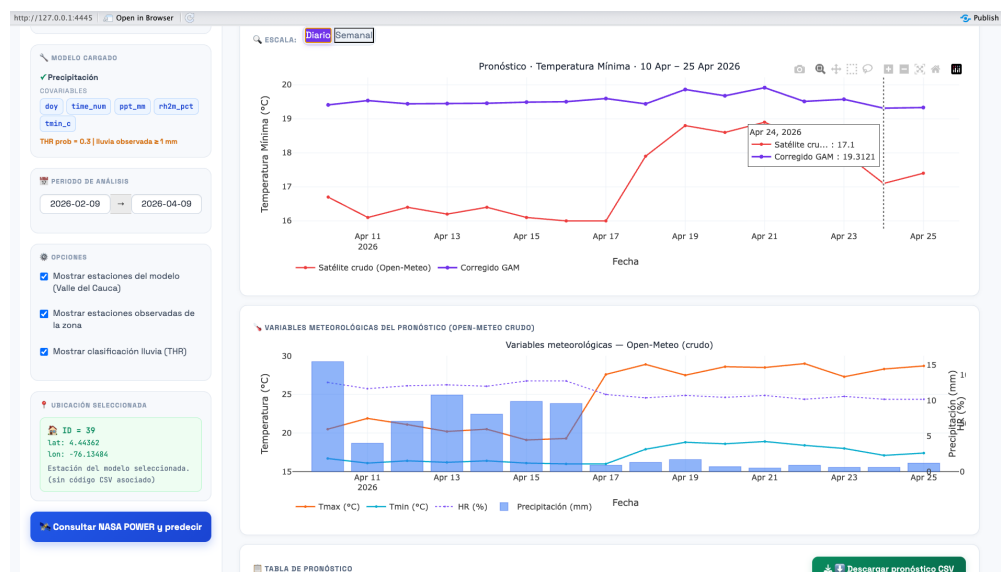 http://127.0.0.1:4445
Open in Browser
Publish
MODELO CARGADO
✓Precipitación
COVARIABLES
doy time_num ppt_mm rh2m_pct
tmin_c
THR prob = 0.3 | lluvia observada ≥ 1 mm
PERIODO DE ANÁLISIS
2026-02-09 → 2026-04-09
OPCIONES
Mostrar estaciones del modelo
(Valle del Cauca)
Mostrar estaciones observadas de
la zona
Mostrar clasificación lluvia (THR)
UBICACIÓN SELECCIONADA
ID = 39
lat: 4.44362
lon: -76.13484
Estación del modelo seleccionada.
(sin código CSV asociado)
Consultar NASA POWER y predecir
ESCALA: Diario Semanal
Pronóstico · Temperatura Mínima · 10 Apr – 25 Apr 2026
Temperatura Mínima (°C)
20
19
18
17
16
Apr 24, 2026
Satélite cru... : 17.1
Corregido GAM : 19.3121
Apr 11 Apr 13 Apr 15 Apr 17 Apr 19 Apr 21 Apr 23 Apr 25
2026
Fecha
Satélite crudo (Open-Meteo) Corregido GAM
VARIABLES METEOROLÓGICAS DEL PRONÓSTICO (OPEN-METEO CRUDO)
Variables meteorológicas — Open-Meteo (crudo)
Temperatura (°C)
30
25
20
15
15
10
5
0
0
Precipitación (mm)
HR (%)
Apr 11 Apr 13 Apr 15 Apr 17 Apr 19 Apr 21 Apr 23 Apr 25
2026
Fecha
Tmax (°C) Tmin (°C) HR (%) Precipitación (mm)
TABLA DE PRONÓSTICO
Descargar pronóstico CSV